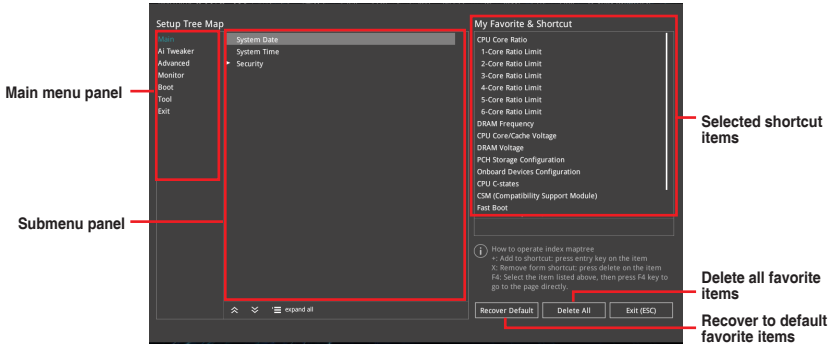 Setup Tree Map
My Favorite & Shortcut
Main
Ai Tweaker
Advanced
Monitor
Boot
Tool
Exit
System Date
System Time
Security
CPU Core Ratio
1-Core Ratio Limit
2-Core Ratio Limit
3-Core Ratio Limit
4-Core Ratio Limit
5-Core Ratio Limit
6-Core Ratio Limit
DRAM Frequency
CPU Core/Cache Voltage
DRAM Voltage
PCH Storage Configuration
Onboard Devices Configuration
CPU C-states
CSM (Compatibility Support Module)
Fast Boot
Main menu panel
Submenu panel
Selected shortcut
items
How to operate index maptree
+: Add to shortcut: press entry key on the item
X: Remove form shortcut: press delete on the item
F4: Select the item listed above, then press F4 key to
go to the page directly.
expand all
Recover Default
Delete All
Exit (ESC)
Delete all favorite
items
Recover to default
favorite items